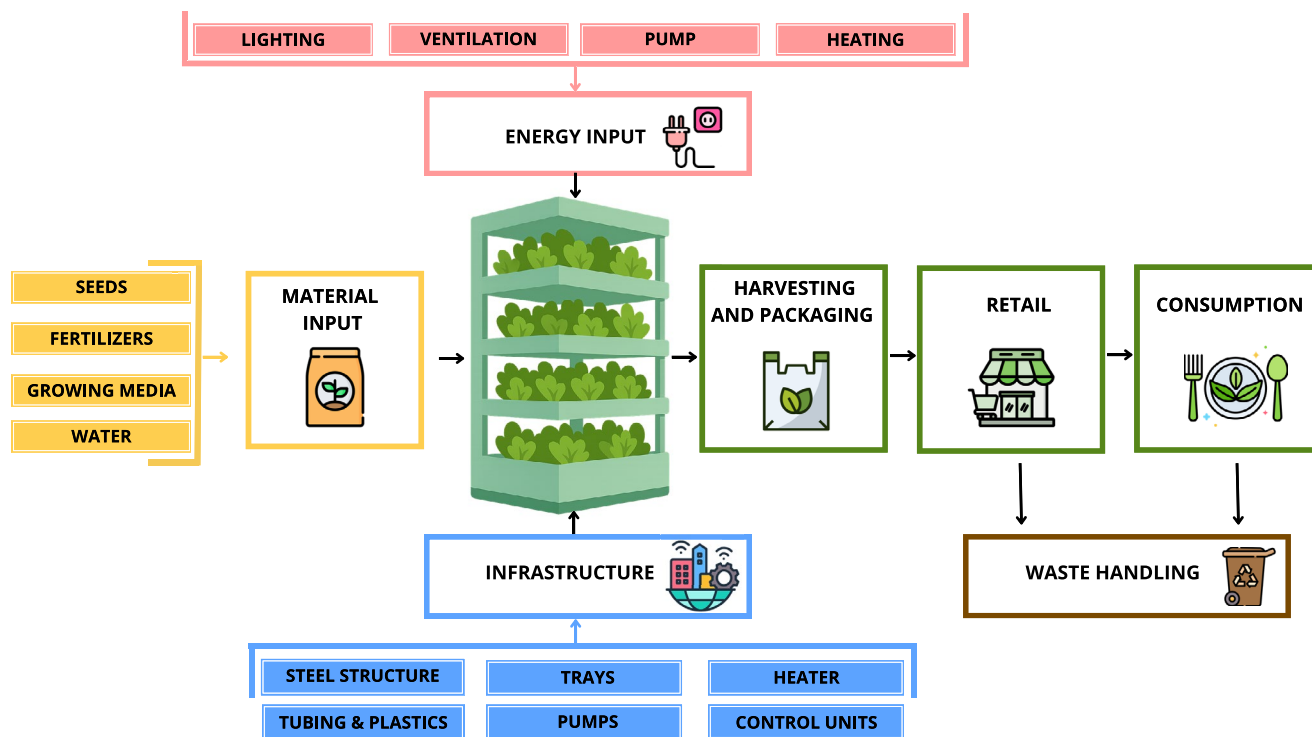 LIGHTING
VENTILATION
PUMP
HEATING
ENERGY INPUT
SEEDS
FERTILIZERS
GROWING MEDIA
WATER
MATERIAL
INPUT
HARVESTING
AND PACKAGING
RETAIL
CONSUMPTION
INFRASTRUCTURE
WASTE HANDLING
STEEL STRUCTURE
TRAYS
HEATER
TUBING & PLASTICS
PUMPS
CONTROL UNITS